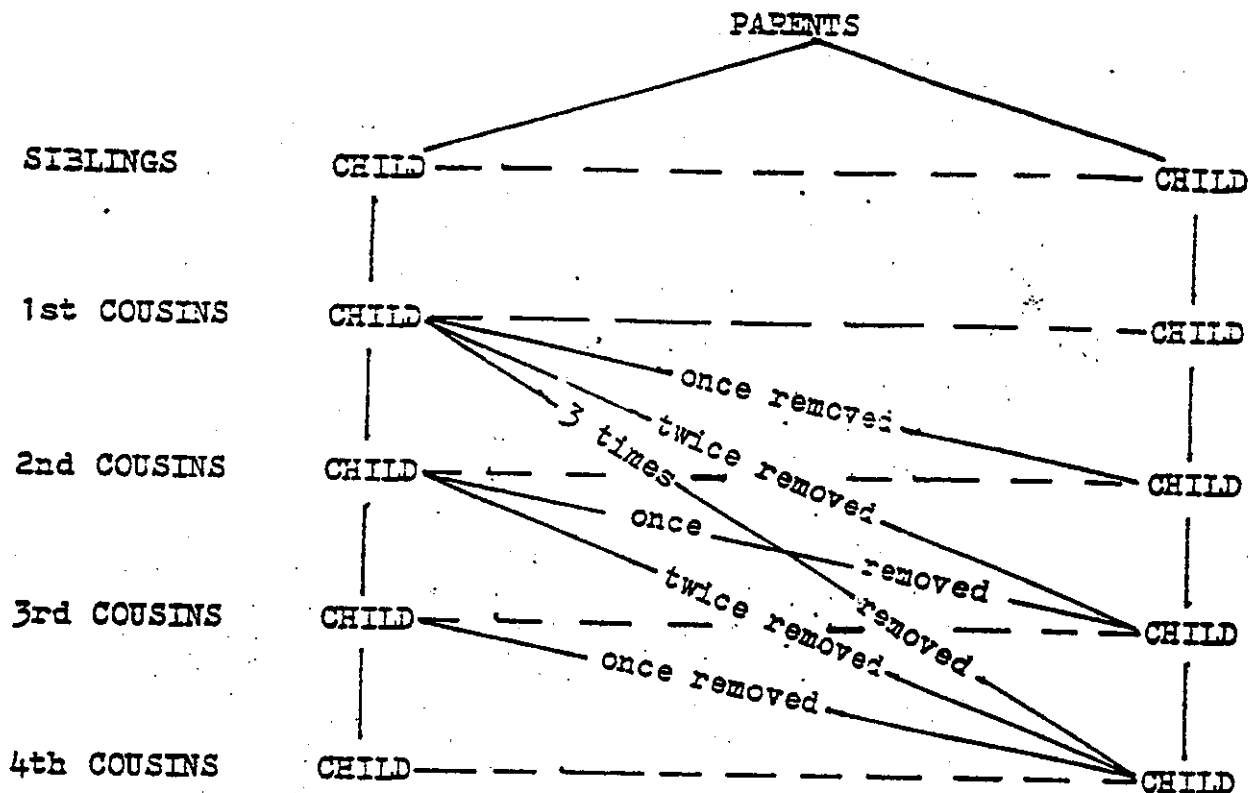 PARENTS
SIBLINGS CHILD CHILD
1st COUSINS CHILD CHILD
once removed
twice removed
3 times removed
2nd COUSINS CHILD CHILD
once removed
twice removed
3rd COUSINS CHILD CHILD
once removed
4th COUSINS CHILD CHILD